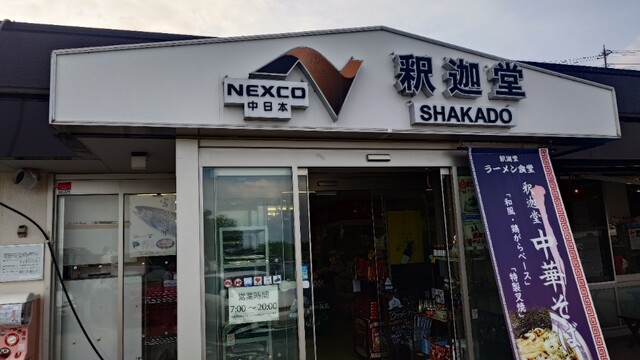 NEXCO
中日本
釈迦堂
SHAKADO
釈迦堂
ラーメン食堂
釈迦堂
中華そば
「和風・鶏がらベース」
「特製叉焼」
営業時間
7:00〜20:00